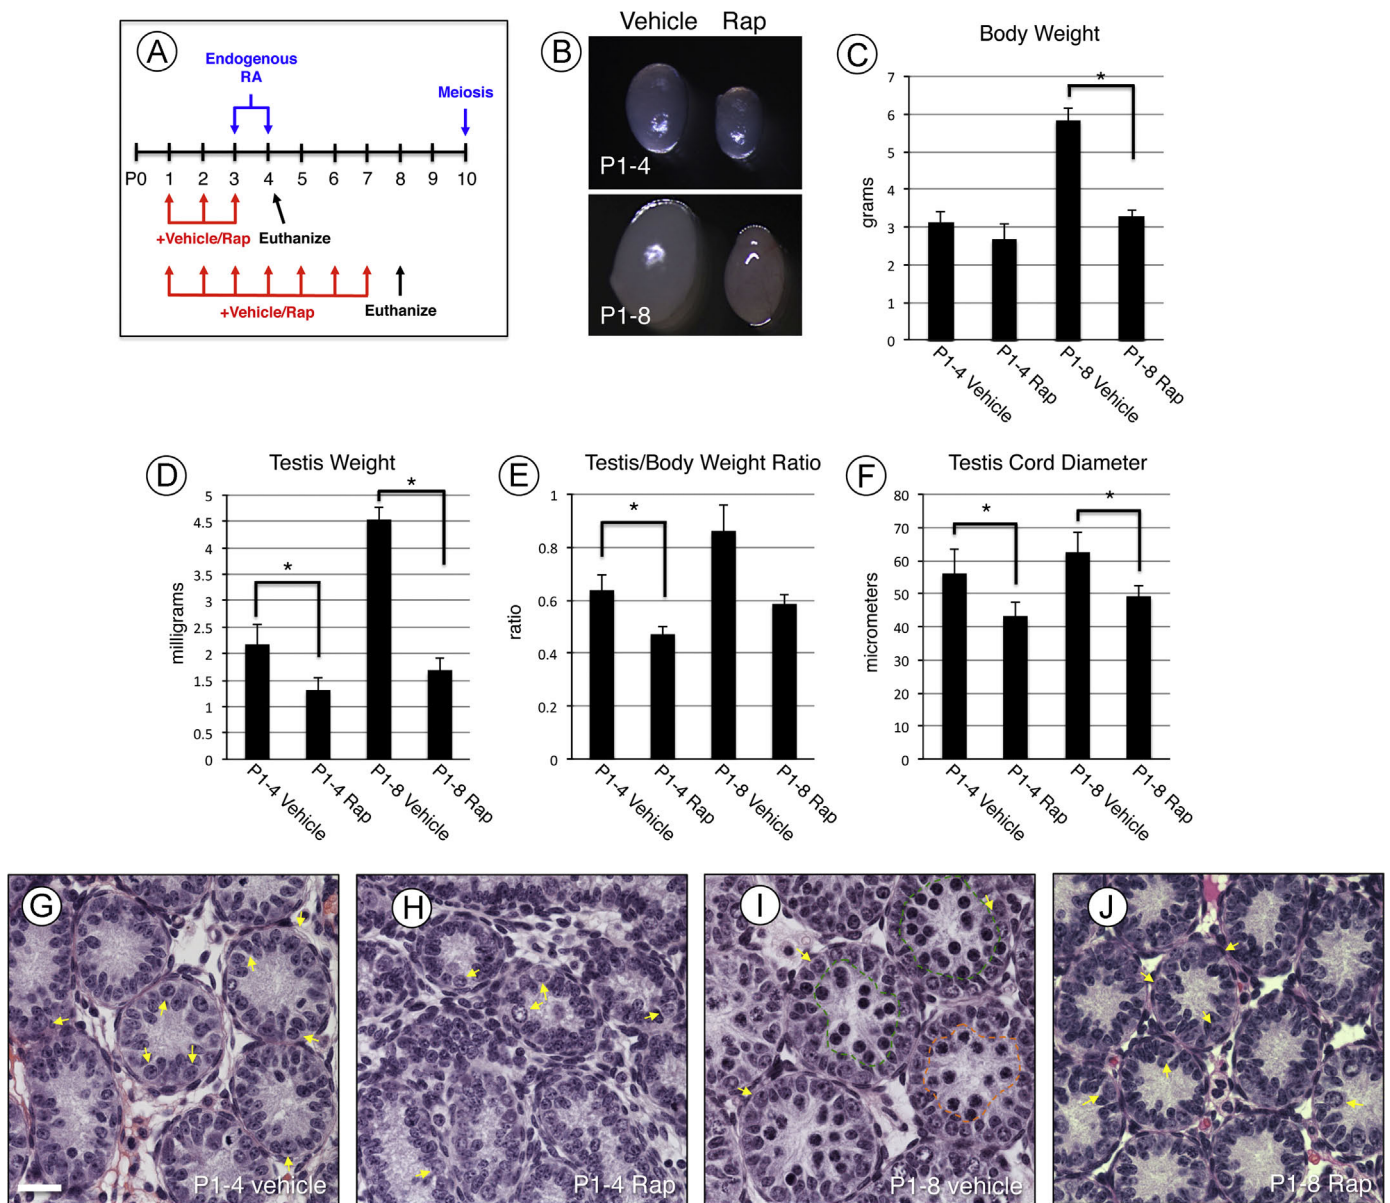 A
Endogenous
RA
Meiosis
P0 1 2 3 4 5 6 7 8 9 10
+Vehicle/Rap Euthanize
+Vehicle/Rap Euthanize
B
Vehicle Rap
P1-4
P1-8
C
Body Weight
grams
7
6
5
4
3
2
1
0
P1-4 Vehicle
P1-4 Rap
P1-8 Vehicle
P1-8 Rap
*
D
Testis Weight
milligrams
5
4.5
4
3.5
3
2.5
2
1.5
1
0.5
0
P1-4 Vehicle
P1-4 Rap
P1-8 Vehicle
P1-8 Rap
*
*
E
Testis/Body Weight Ratio
ratio
1
0.8
0.6
0.4
0.2
0
P1-4 Vehicle
P1-4 Rap
P1-8 Vehicle
P1-8 Rap
*
F
Testis Cord Diameter
micrometers
80
70
60
50
40
30
20
10
0
P1-4 Vehicle
P1-4 Rap
P1-8 Vehicle
P1-8 Rap
*
*
G
P1-4 vehicle
H
P1-4 Rap
I
P1-8 vehicle
J
P1-8 Rap